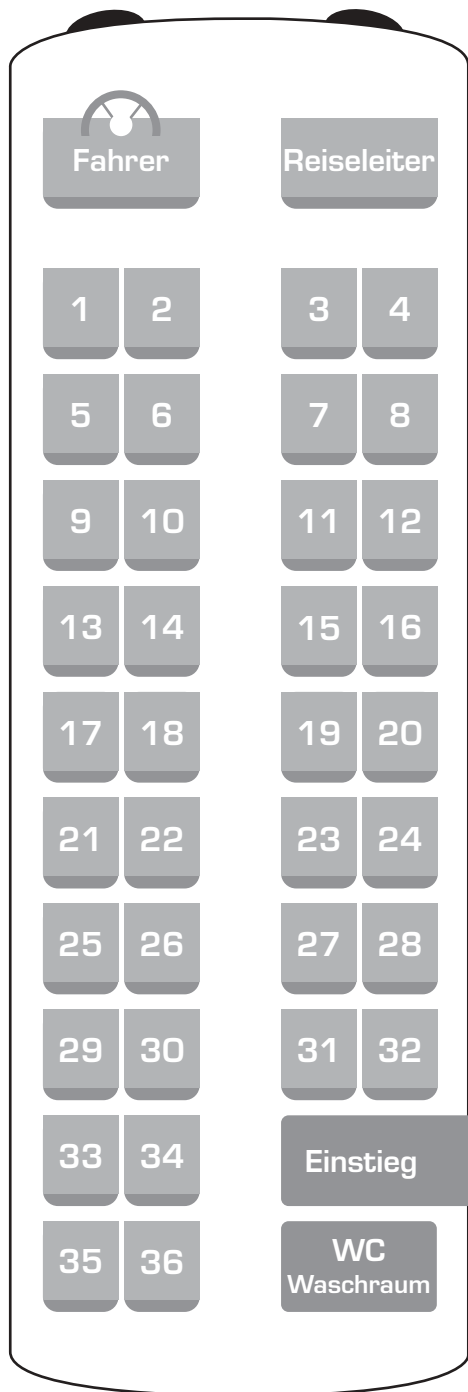 Fahrer Reiseleiter
1 2 3 4
5 6 7 8
9 10 11 12
13 14 15 16
17 18 19 20
21 22 23 24
25 26 27 28
29 30 31 32
33 34 Einstieg
35 36 WC
Waschraum